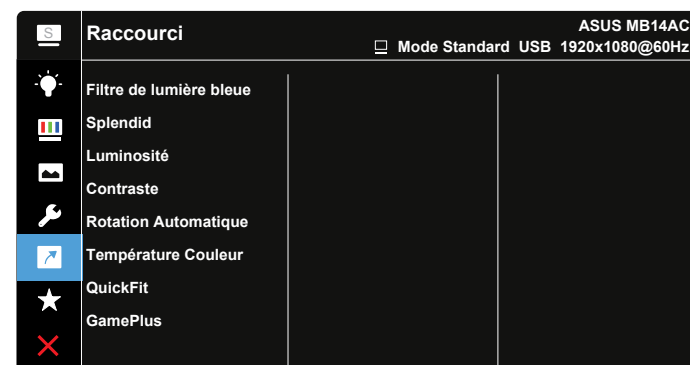 S
Raccourci
ASUS MB14AC
Mode Standard USB 1920x1080@60Hz
Filtre de lumière bleue
Splendid
Luminosité
Contraste
Rotation Automatique
Température Couleur
QuickFit
GamePlus